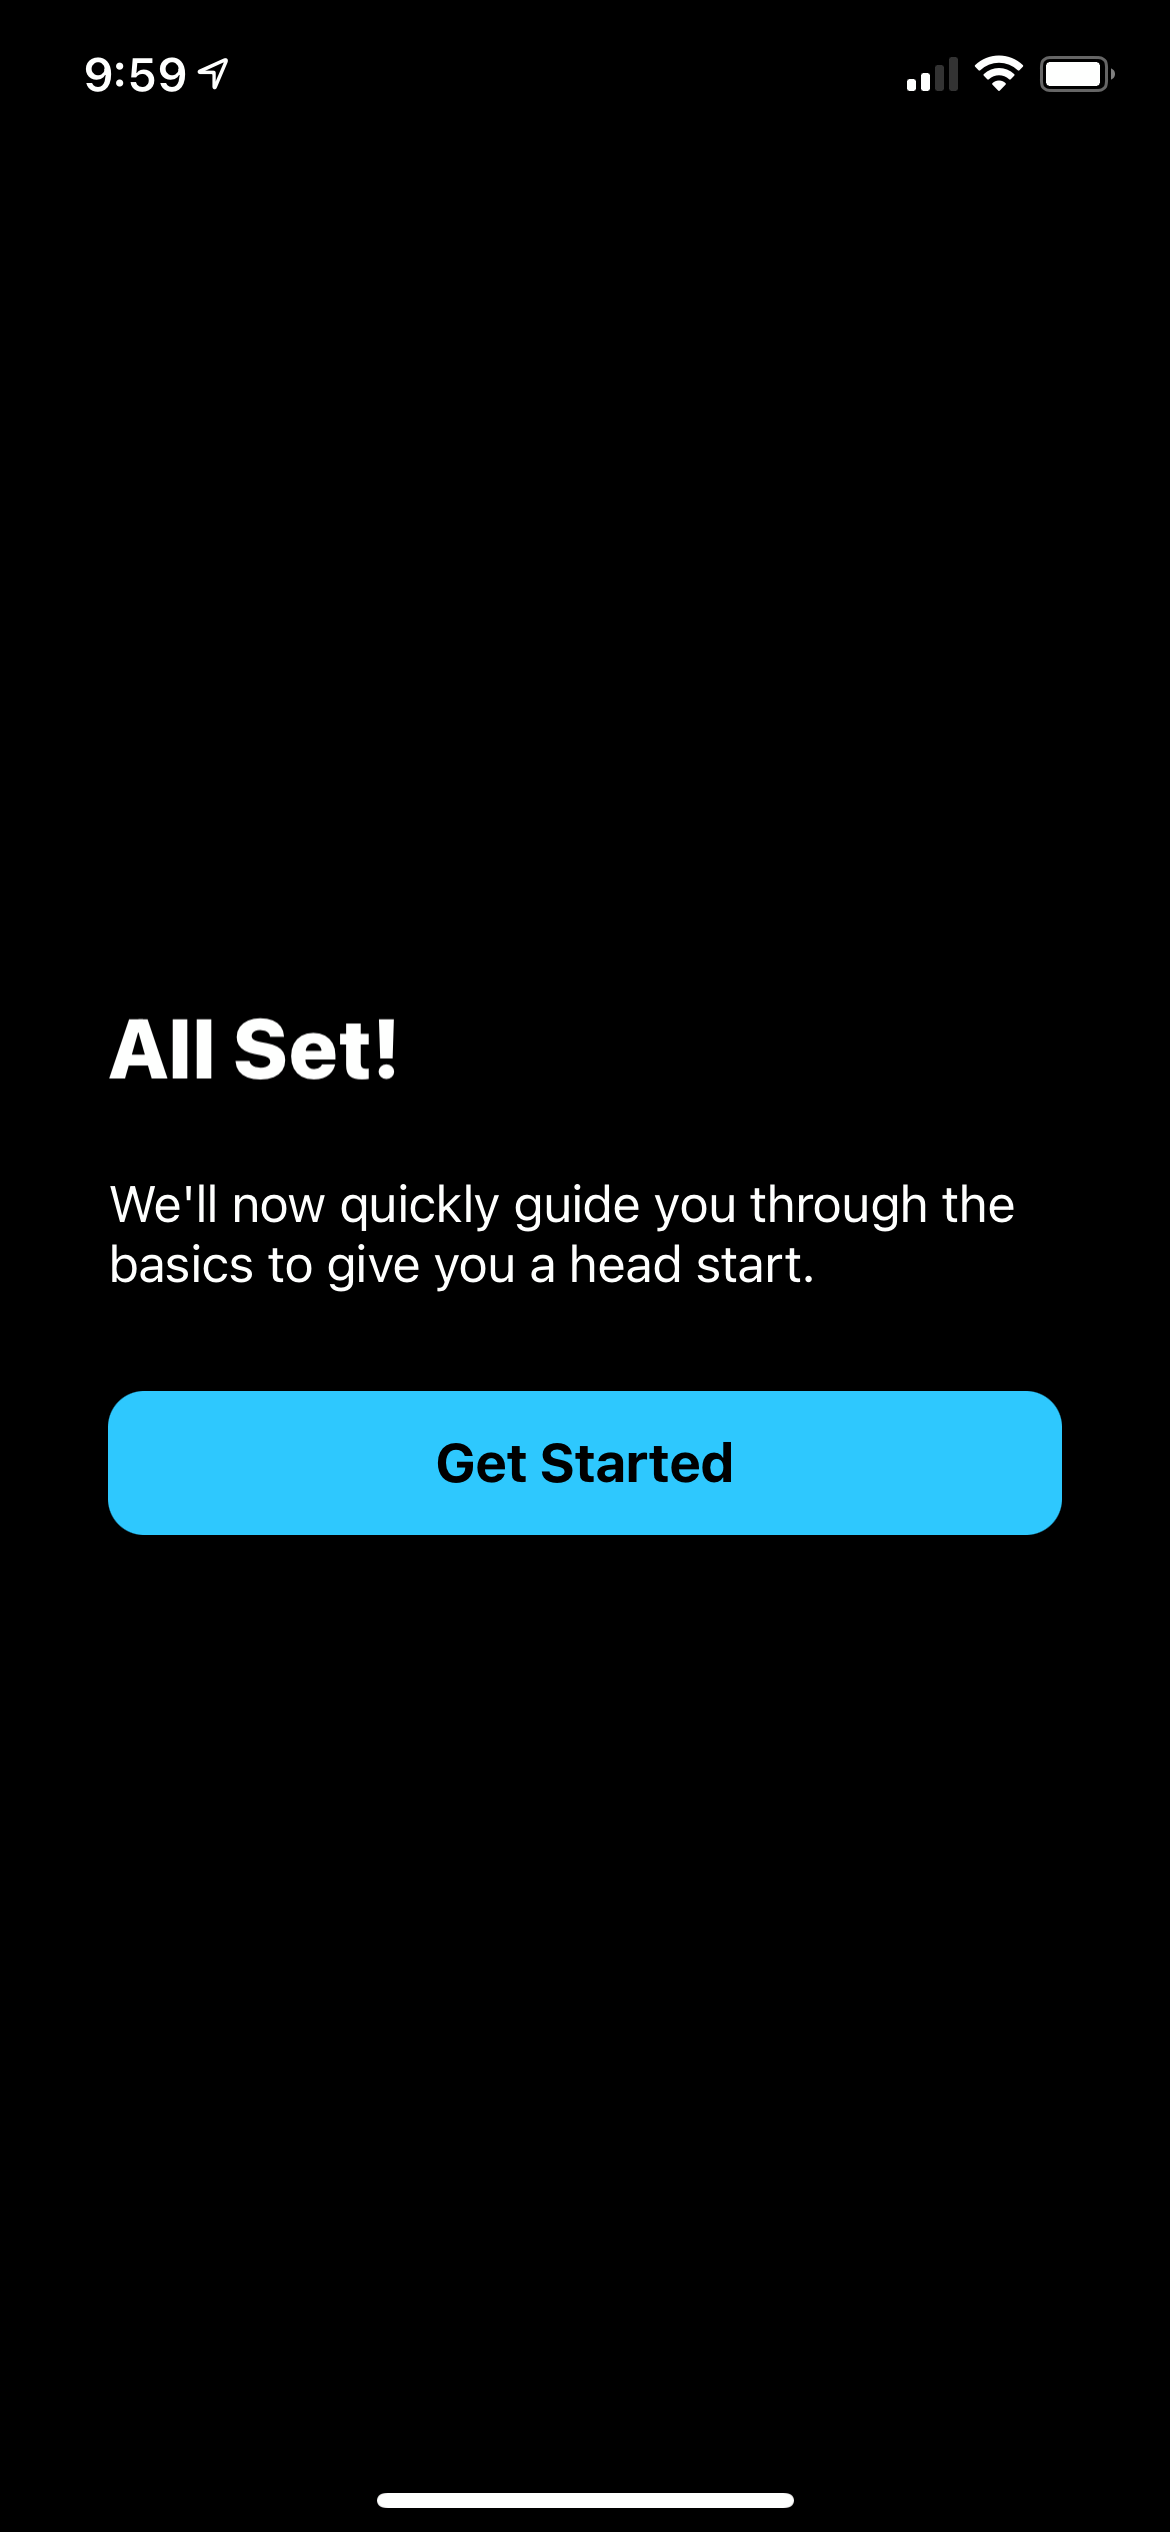 9:59
All Set!
We'll now quickly guide you through the
basics to give you a head start.
Get Started